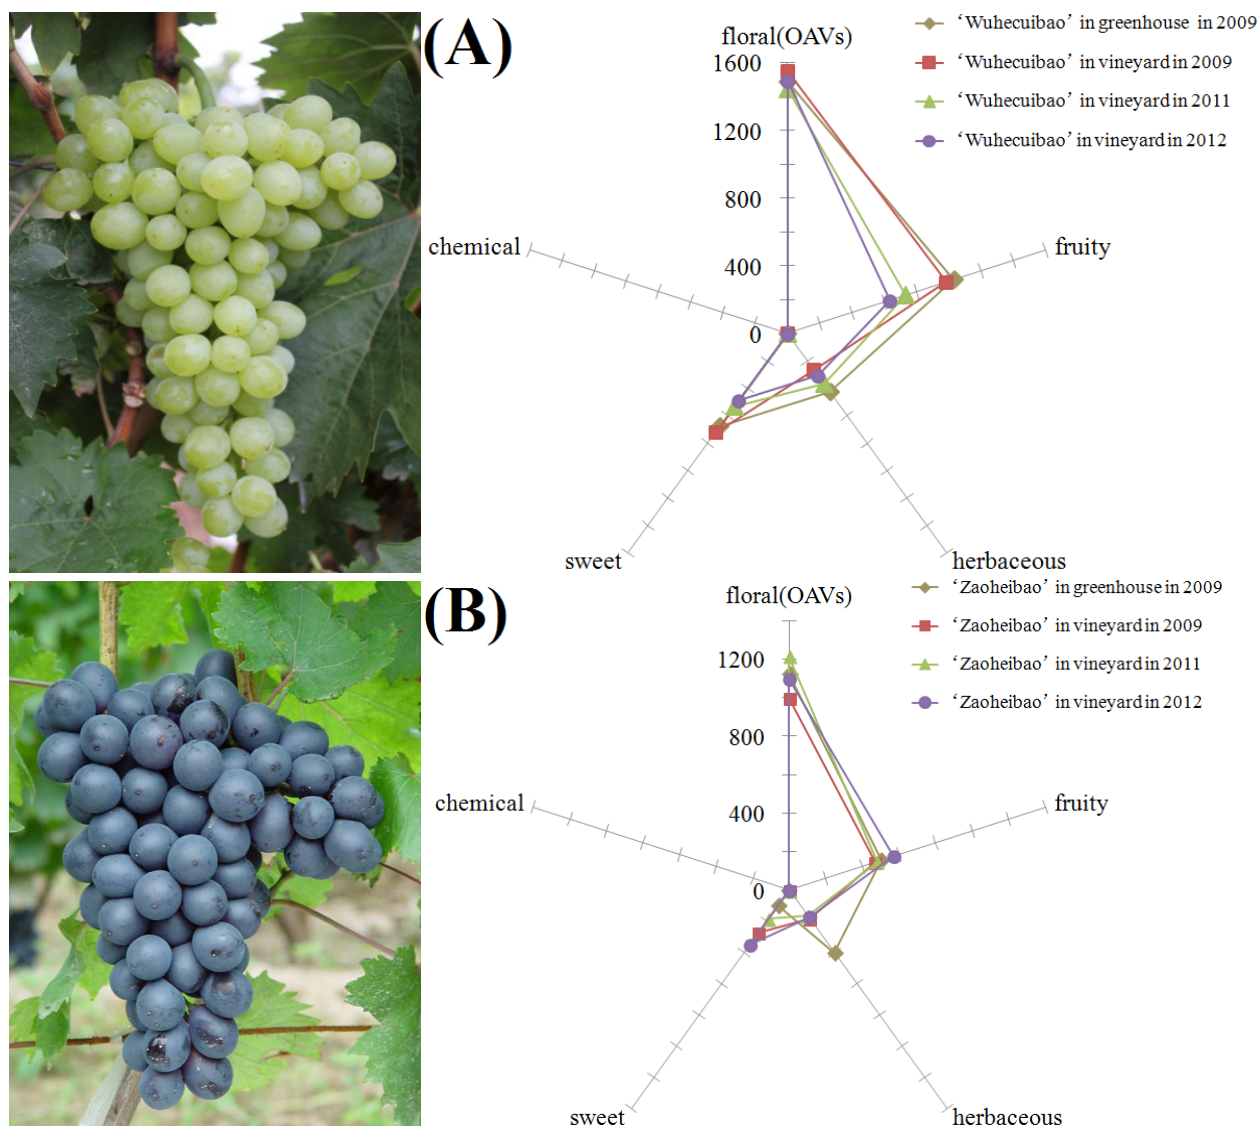 (A)
floral(OAVs)
1600
1200
800
400
0
chemical
fruity
sweet
herbaceous
‘Wuhecuibao’ in greenhouse in 2009
‘Wuhecuibao’ in vineyard in 2009
‘Wuhecuibao’ in vineyard in 2011
‘Wuhecuibao’ in vineyard in 2012
(B)
floral(OAVs)
1200
800
400
0
chemical
fruity
sweet
herbaceous
‘Zaoheibao’ in greenhouse in 2009
‘Zaoheibao’ in vineyard in 2009
‘Zaoheibao’ in vineyard in 2011
‘Zaoheibao’ in vineyard in 2012